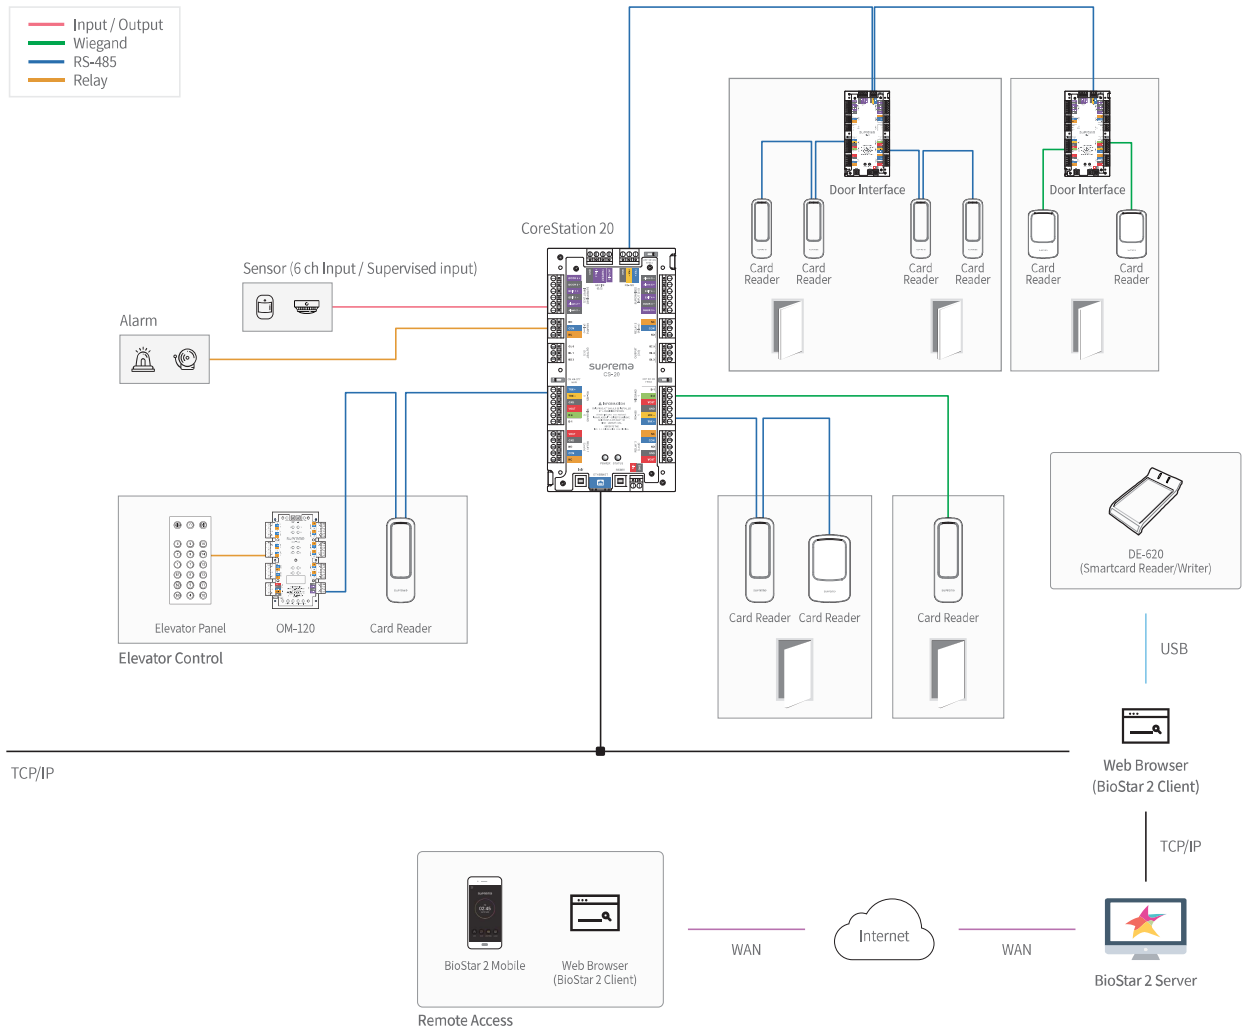 Input / Output
Wiegand
RS-485
Relay
Door Interface
Door Interface
Card
Reader
Card
Reader
Card
Reader
Card
Reader
Card
Reader
Card
Reader
CoreStation 20
Sensor (6 ch Input / Supervised input)
Alarm
suprema
CS-20
Elevator Panel
OM-120
Card Reader
Elevator Control
Card Reader
Card Reader
Card Reader
DE-620
(Smartcard Reader/Writer)
USB
Web Browser
(BioStar 2 Client)
TCP/IP
TCP/IP
BioStar 2 Mobile
Web Browser
(BioStar 2 Client)
Remote Access
WAN
Internet
WAN
BioStar 2 Server